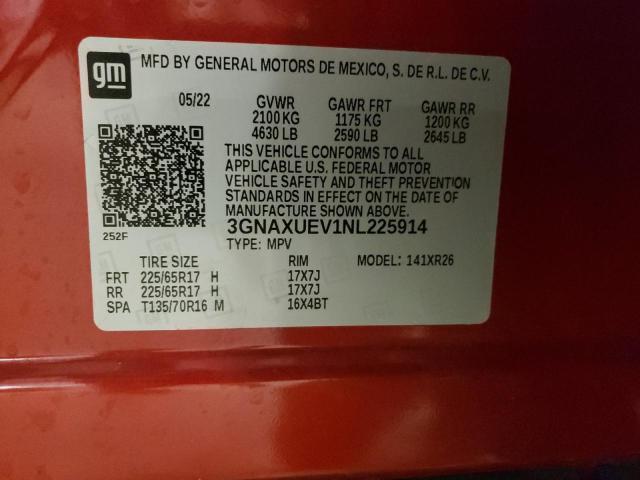 gm
MFD BY GENERAL MOTORS DE MEXICO, S. DE R.L. DE C.V.
05/22 GVWR GAWR FRT GAWR RR
2100 KG 1175 KG 1200 KG
4630 LB 2590 LB 2645 LB
THIS VEHICLE CONFORMS TO ALL
APPLICABLE U.S. FEDERAL MOTOR
VEHICLE SAFETY AND THEFT PREVENTION
STANDARDS IN EFFECT ON THE DATE OF
MANUFACTURE SHOWN ABOVE.
3GNAXUEV1NL225914
252F
TYPE: MPV
TIRE SIZE RIM MODEL: 141XR26
FRT 225/65R17 H 17X7J
RR 225/65R17 H 17X7J
SPA T135/70R16 M 16X4BT